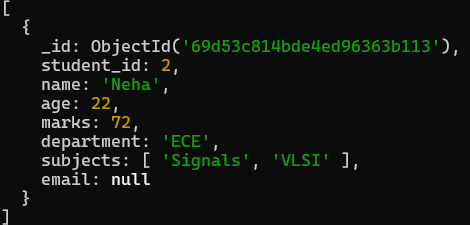 [
  {
    _id: ObjectId('69d53c814bde4ed96363b113'),
    student_id: 2,
    name: 'Neha',
    age: 22,
    marks: 72,
    department: 'ECE',
    subjects: [ 'Signals', 'VLSI' ],
    email: null
  }
]